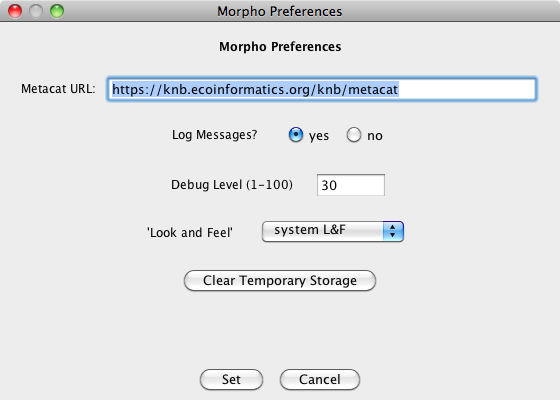 Morpho Preferences
Morpho Preferences
Metacat URL: https://knb.ecoinformatics.org/knb/metacat
Log Messages? yes no
Debug Level (1-100) 30
'Look and Feel' system L&F
Clear Temporary Storage
Set Cancel